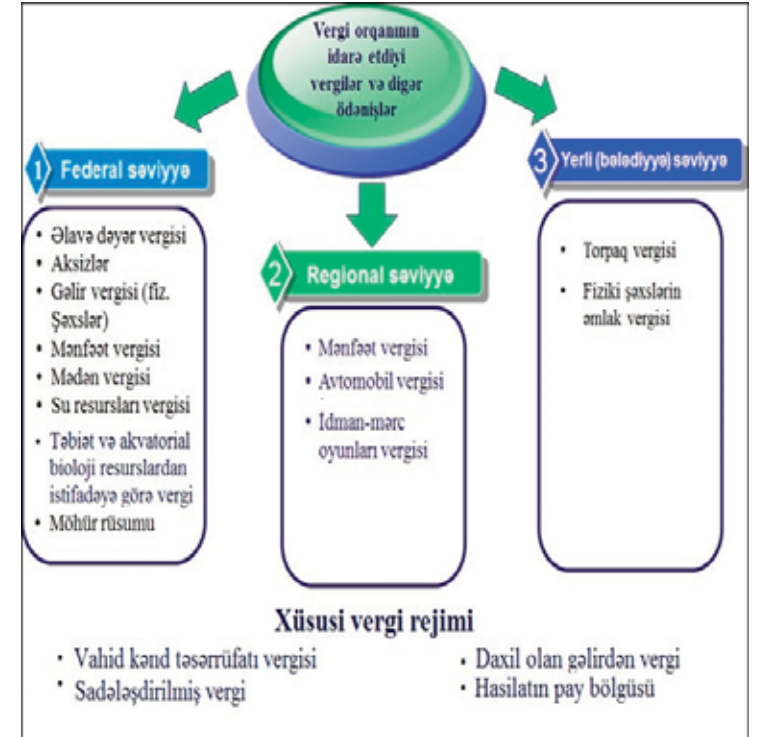 Vergi orqanının
idarə etdiyi
vergilər və digər
ödənişlər
1 Federal səviyyə
• Əlavə dəyər vergisi
• Aksizlər
• Gəlir vergisi (fiz.
Şəxslər)
• Mənfəət vergisi
• Mədən vergisi
• Su resursları vergisi
• Təbiət və akvatorial
bioloji resurslardan
istifadəyə görə vergi
• Möhür rüsumu
2 Regional səviyyə
• Mənfəət vergisi
• Avtomobil vergisi
• İdman-mərc
oyunları vergisi
3 Yerli (bələdiyyə) səviyyə
• Torpaq vergisi
• Fiziki şəxslərin
əmlak vergisi
Xüsusi vergi rejimi
• Vahid kənd təsərrüfatı vergisi
• Sadələşdirilmiş vergi
• Daxil olan gəlirdən vergi
• Hasilatın pay bölgüsü